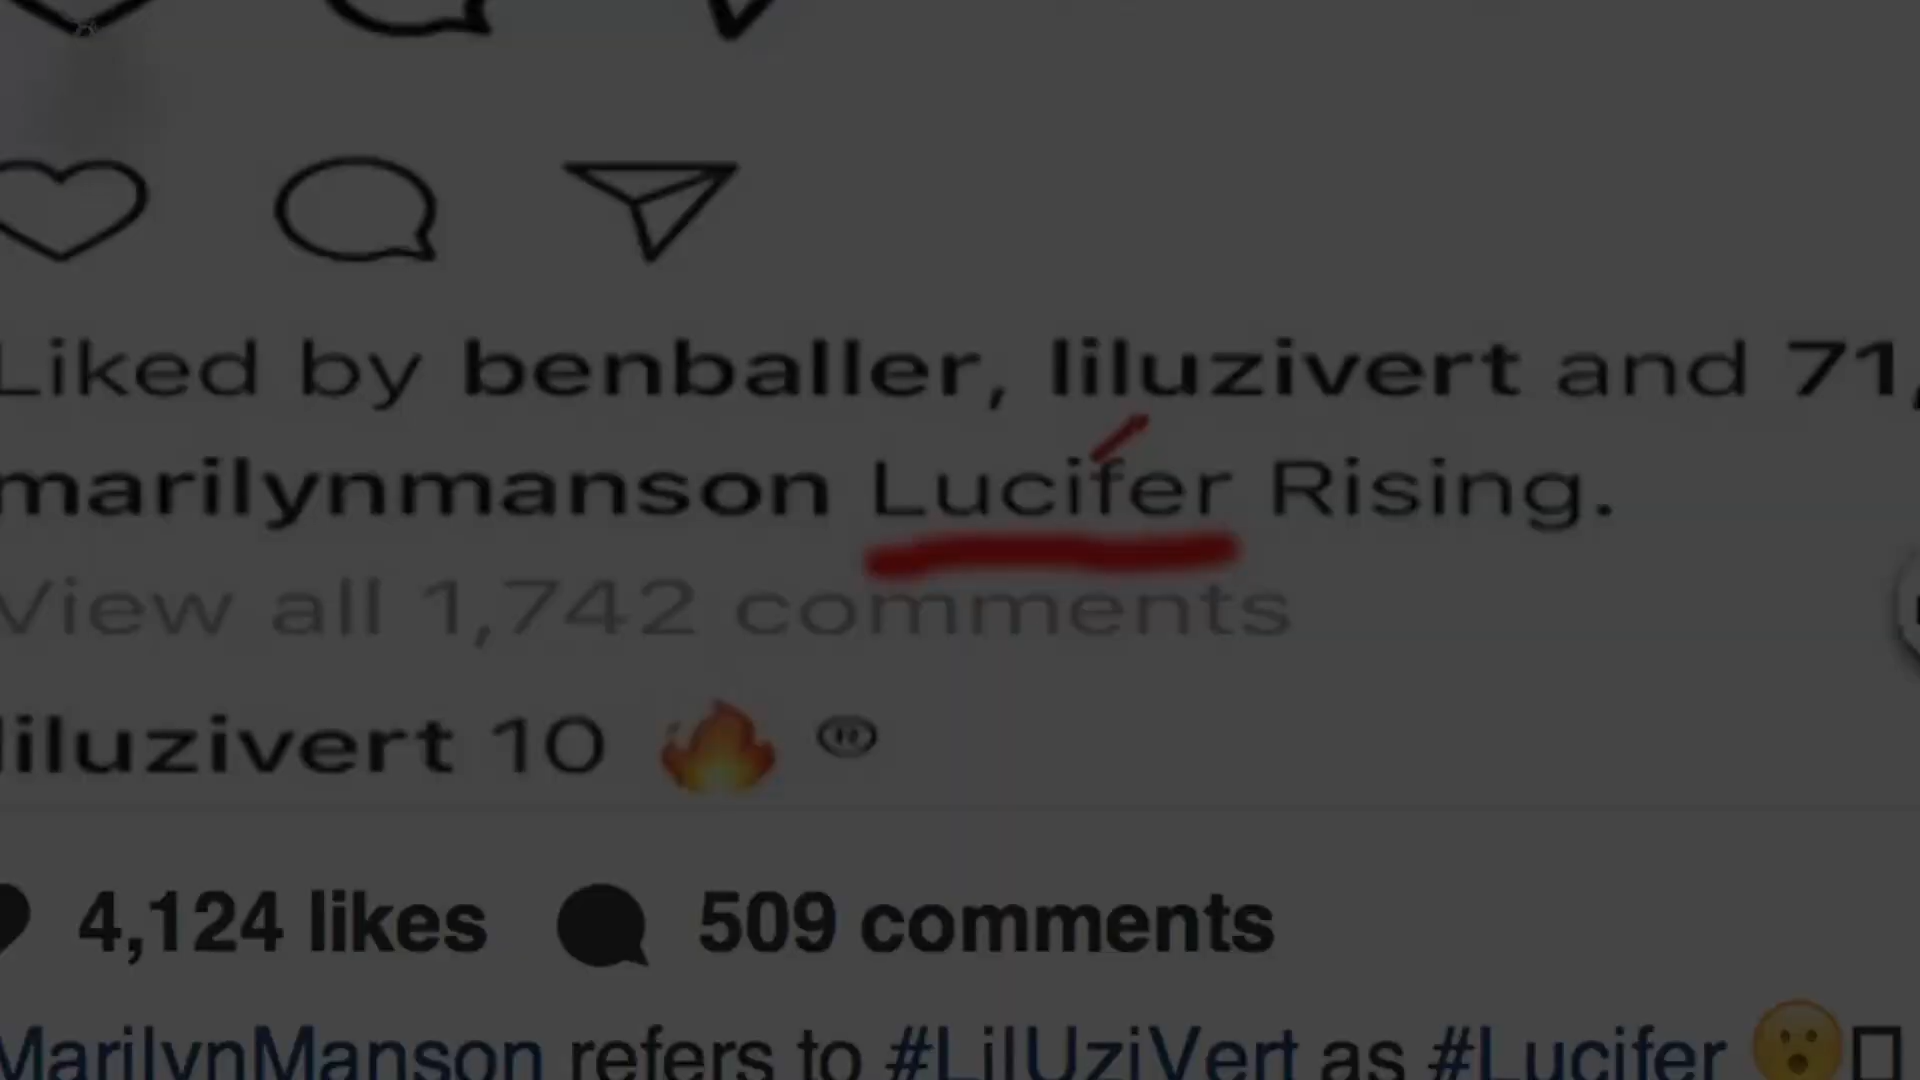 Liked by benballer, liluzivert and 71,
marilynmanson Lucifer Rising.
View all 1,742 comments
liluzivert 10 🔥
4,124 likes 509 comments
MarilynManson refers to #LilUziVert as #Lucifer 😮